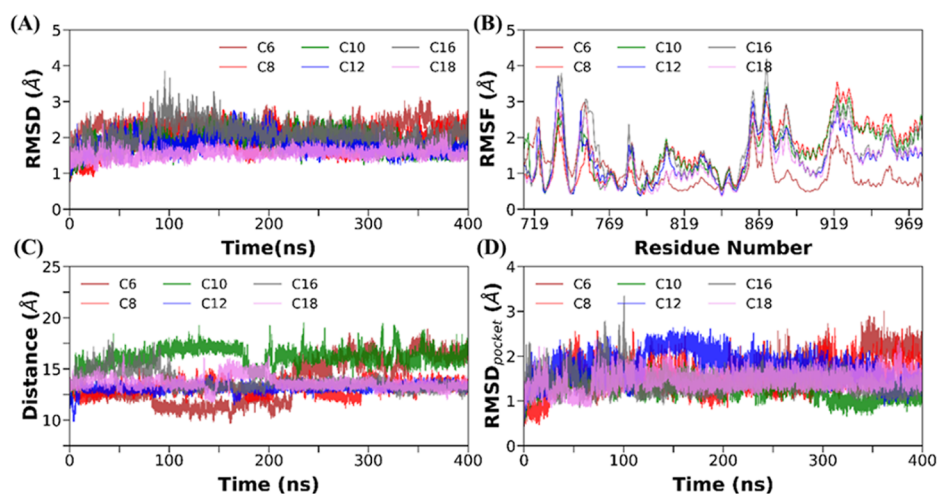 (A)
RMSD (Å)
5
4
3
2
1
0
C6 C10 C16
C8 C12 C18
0 100 200 300 400
Time(ns)
(B)
RMSF (Å)
5
4
3
2
1
0
C6 C10 C16
C8 C12 C18
719 769 819 869 919 969
Residue Number
(C)
Distance (Å)
25
20
15
10
C6 C10 C16
C8 C12 C18
0 100 200 300 400
Time (ns)
(D)
RMSDpocket (Å)
4
3
2
1
0
C6 C10 C16
C8 C12 C18
0 100 200 300 400
Time (ns)